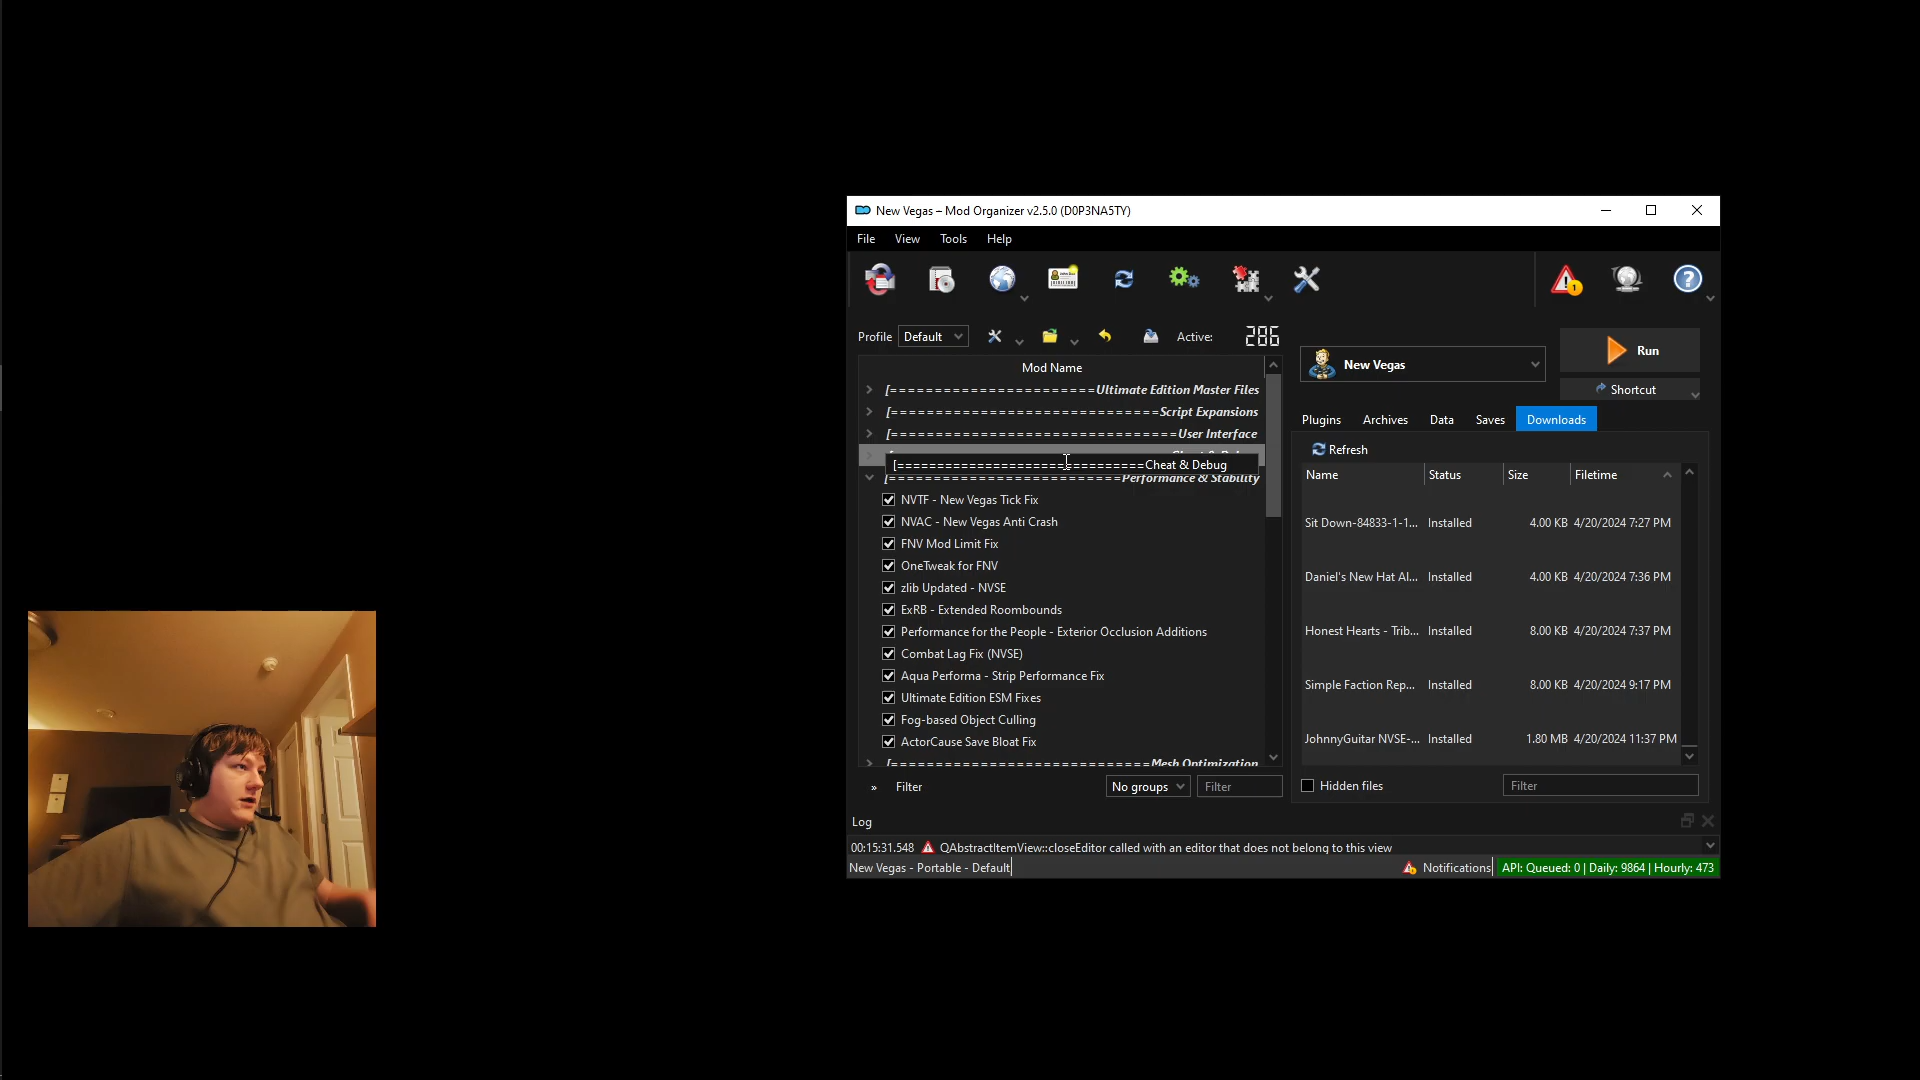 New Vegas – Mod Organizer v2.5.0 (D0P3NA5TY)
File View Tools Help
1
Profile Default Active: 286
New Vegas
Run
Shortcut
Mod Name
[=======================Ultimate Edition Master Files
[==============================Script Expansions
[================================User Interface
[===============================Cheat & Debug
[==========================Performance & Stability
NVTF - New Vegas Tick Fix
NVAC - New Vegas Anti Crash
FNV Mod Limit Fix
OneTweak for FNV
zlib Updated - NVSE
ExRB - Extended Roombounds
Performance for the People - Exterior Occlusion Additions
Combat Lag Fix (NVSE)
Aqua Performa - Strip Performance Fix
Ultimate Edition ESM Fixes
Fog-based Object Culling
ActorCause Save Bloat Fix
[=============================Mesh Optimization
» Filter No groups Filter
Plugins Archives Data Saves Downloads
Refresh
Name Status Size Filetime
Sit Down-84833-1-1... Installed 4.00 KB 4/20/2024 7:27 PM
Daniel's New Hat Al... Installed 4.00 KB 4/20/2024 7:36 PM
Honest Hearts - Trib... Installed 8.00 KB 4/20/2024 7:37 PM
Simple Faction Rep... Installed 8.00 KB 4/20/2024 9:17 PM
JohnnyGuitar NVSE-... Installed 1.80 MB 4/20/2024 11:37 PM
Hidden files Filter
Log
00:15:31.548 QAbstractItemView::closeEditor called with an editor that does not belong to this view
New Vegas - Portable - Default Notifications API: Queued: 0 | Daily: 9864 | Hourly: 473